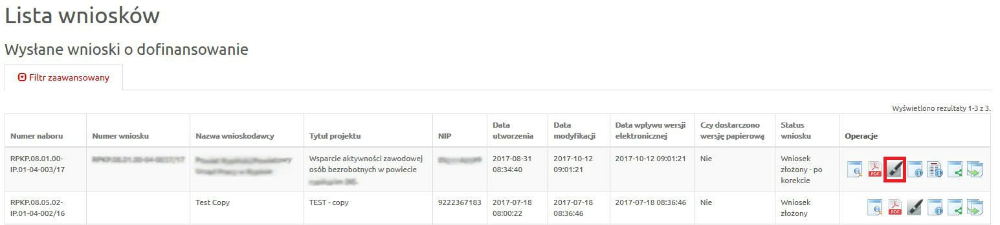 Lista wniosków
Wysłane wnioski o dofinansowanie
Filtr zaawansowany
Wyświetlono rezultaty 1-3 z 3.
Numer naboru
Numer wniosku
Nazwa wnioskodawcy
Tytuł projektu
NIP
Data
utworzenia
Data
modyfikacji
Data wpływu wersji
elektronicznej
Czy dostarczono
wersję papierową
Status
wniosku
Operacje
RPKP.08.01.00-
IP.01-04-003/17
Wsparcie aktywności zawodowej
osób bezrobotnych w powiecie
2017-08-31
08:34:40
2017-10-12
09:01:21
2017-10-12 09:01:21
Nie
Wniosek
złożony - po
korekcie
PDF
RPKP.08.05.02-
IP.01-04-002/16
Test Copy
TEST - copy
9222367183
2017-07-18
08:00:22
2017-07-18
08:36:46
2017-07-18 08:36:46
Nie
Wniosek
złożony
PDF